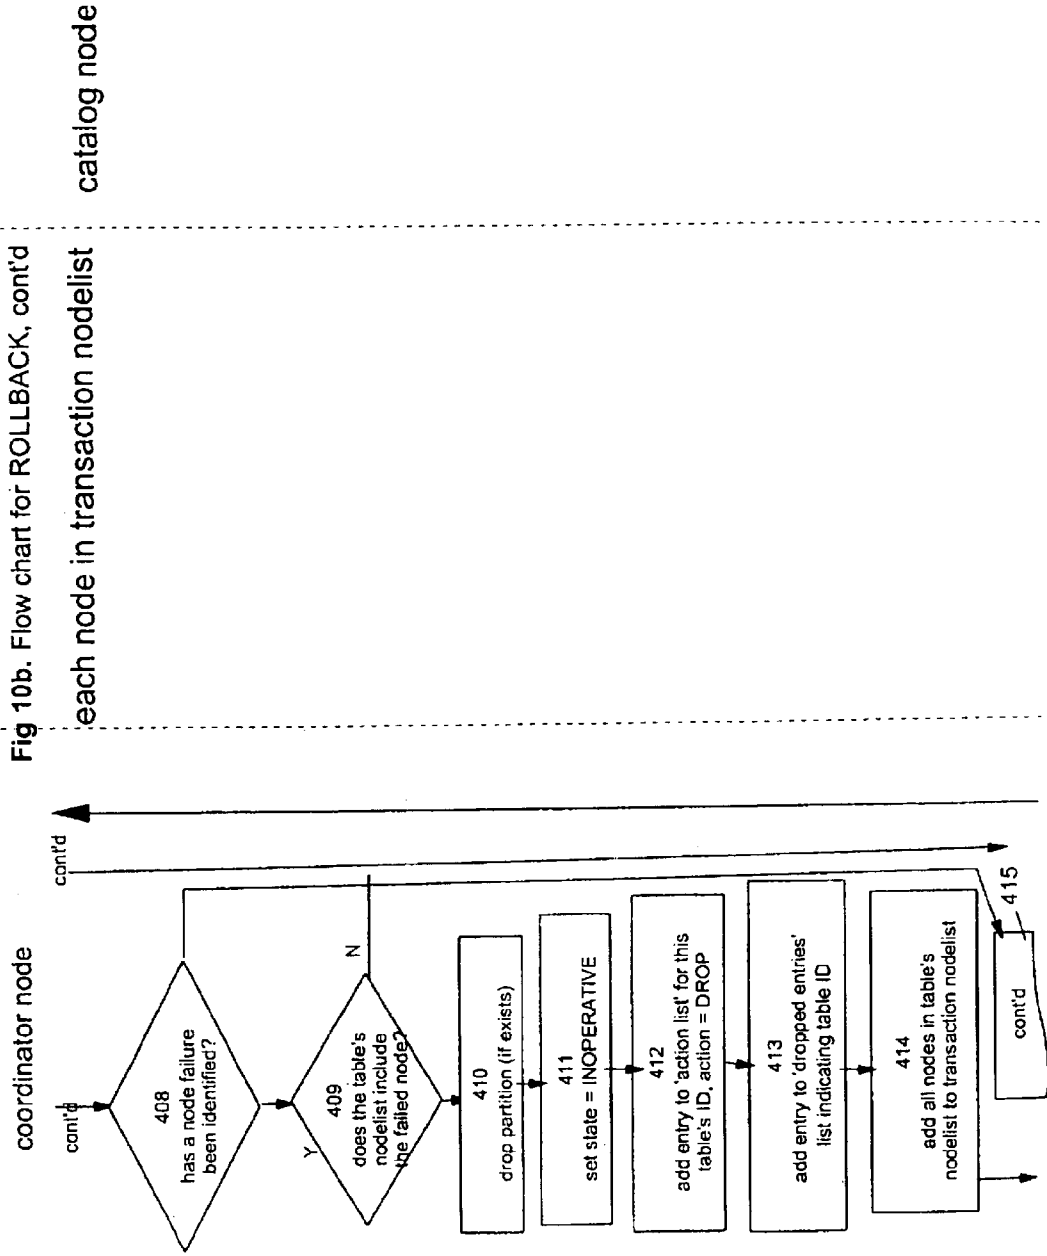 Fig 10b. Flow chart for ROLLBACK, cont'd
coordinator node
each node in transaction nodelist
catalog node
cont'd
cont'd
408
has a node failure
been identified?
Y
N
409
does the table's
nodelist include
the failed node?
410
drop partition (if exists)
411
set state = INOPERATIVE
412
add entry to 'action list' for this
table's ID, action = DROP
413
add entry to 'dropped entries'
list indicating table ID
414
add all nodes in table's
nodelist to transaction nodelist
cont'd
415